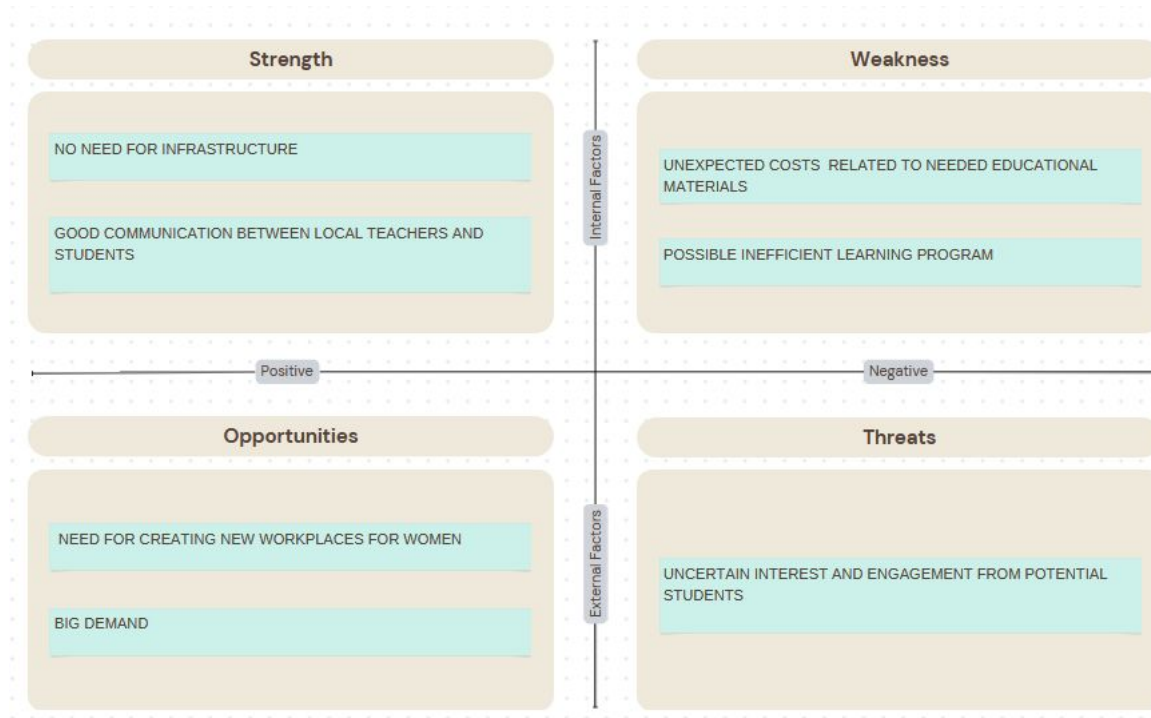 Strength
NO NEED FOR INFRASTRUCTURE
GOOD COMMUNICATION BETWEEN LOCAL TEACHERS AND
STUDENTS
Internal Factors
Weakness
UNEXPECTED COSTS RELATED TO NEEDED EDUCATIONAL
MATERIALS
POSSIBLE INEFFICIENT LEARNING PROGRAM
Positive
Negative
Opportunities
NEED FOR CREATING NEW WORKPLACES FOR WOMEN
BIG DEMAND
External Factors
Threats
UNCERTAIN INTEREST AND ENGAGEMENT FROM POTENTIAL
STUDENTS